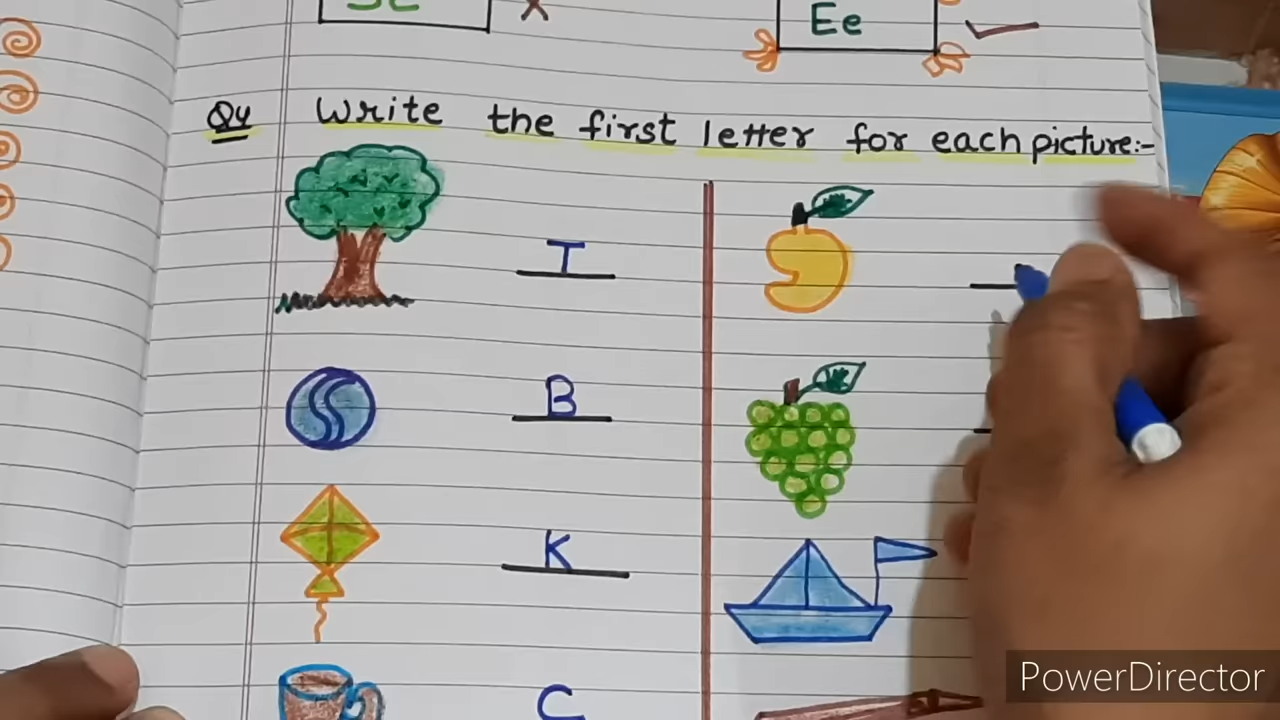 Ee
Q4 Write the first letter for each picture:-
T
B
K
C
PowerDirector